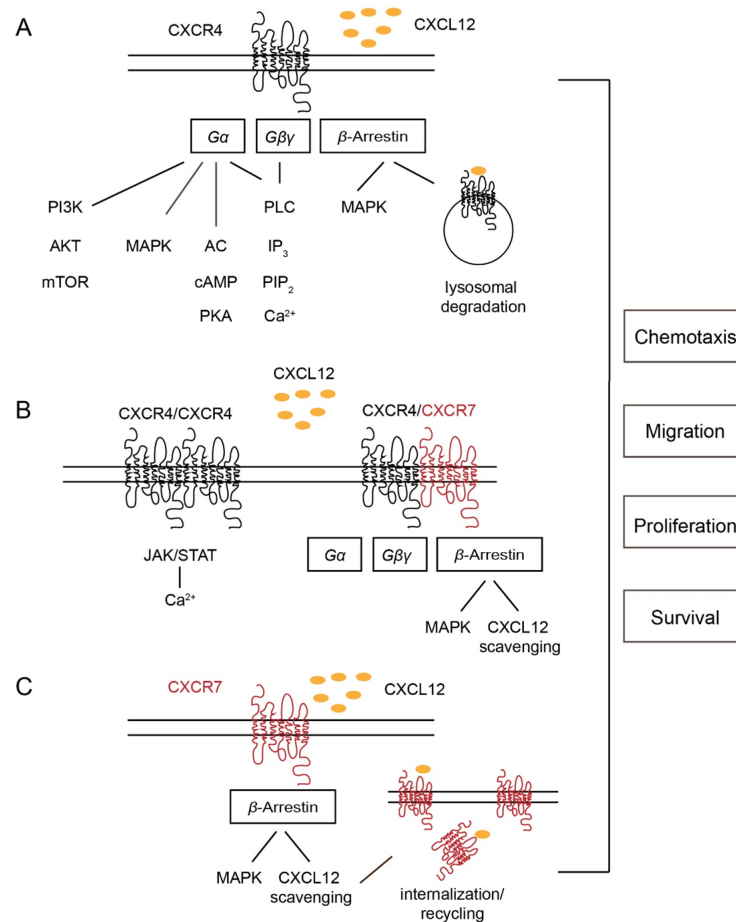 A
CXCR4
CXCL12
Gα
Gβγ
β-Arrestin
PI3K
PLC
MAPK
AKT
MAPK
AC
IP₃
mTOR
cAMP
PIP₂
PKA
Ca²⁺
lysosomal
degradation
Chemotaxis
Migration
Proliferation
Survival
B
CXCL12
CXCR4/CXCR4
CXCR4/CXCR7
JAK/STAT
Ca²⁺
Gα
Gβγ
β-Arrestin
MAPK
CXCL12
scavenging
C
CXCR7
CXCL12
β-Arrestin
MAPK
CXCL12
scavenging
internalization/
recycling